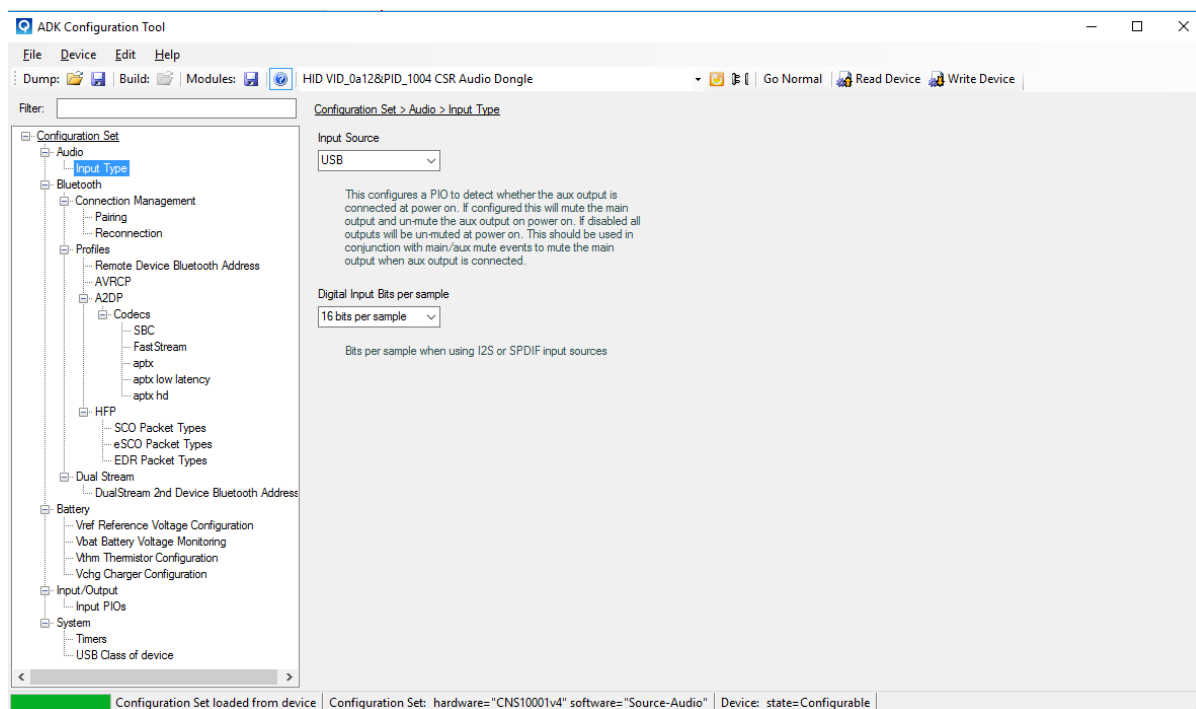 ADK Configuration Tool
File Device Edit Help
Dump: Build: Modules: HID VID_0a12&PID_1004 CSR Audio Dongle Go Normal Read Device Write Device
Filter:
Configuration Set > Audio > Input Type
Configuration Set
Audio
Input Type
Bluetooth
Connection Management
Pairing
Reconnection
Profiles
Remote Device Bluetooth Address
AVRCP
A2DP
Codecs
SBC
FastStream
aptx
aptx low latency
aptx hd
HFP
SCO Packet Types
eSCO Packet Types
EDR Packet Types
Dual Stream
DualStream 2nd Device Bluetooth Address
Battery
Vref Reference Voltage Configuration
Vbat Battery Voltage Monitoring
Vthm Thermistor Configuration
Vchg Charger Configuration
Input/Output
Input PIOs
System
Timers
USB Class of device
Input Source
USB
This configures a PIO to detect whether the aux output is
connected at power on. If configured this will mute the main
output and un-mute the aux output on power on. If disabled all
outputs will be un-muted at power on. This should be used in
conjunction with main/aux mute events to mute the main
output when aux output is connected.
Digital Input Bits per sample
16 bits per sample
Bits per sample when using I2S or SPDIF input sources
Configuration Set loaded from device Configuration Set: hardware="CNS10001v4" software="Source-Audio" Device: state=Configurable